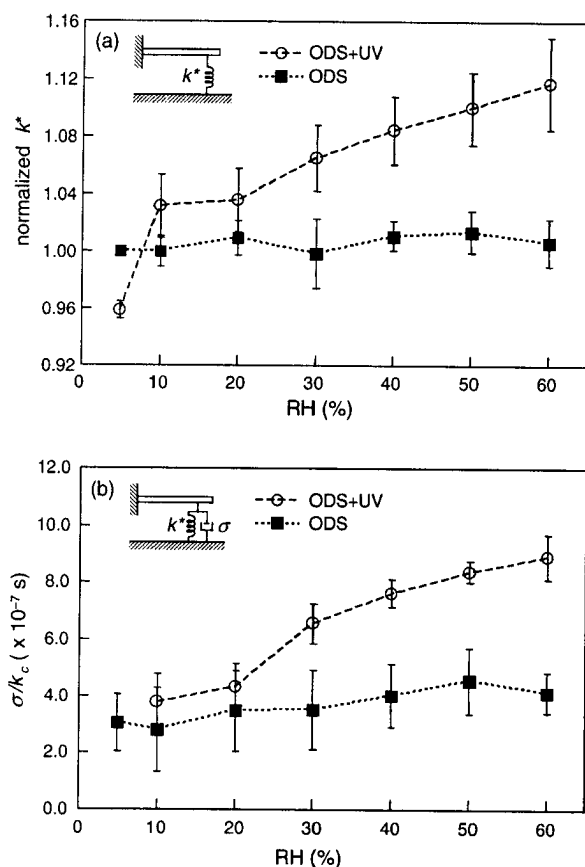 (a)
k*
ODS+UV
ODS
normalized k*
1.16
1.12
1.08
1.04
1.00
0.96
0.92
0 10 20 30 40 50 60
RH (%)
(b)
k* σ
ODS+UV
ODS
σ/k_c ( x 10⁻⁷ s)
12.0
10.0
8.0
6.0
4.0
2.0
0.0
0 10 20 30 40 50 60
RH (%)